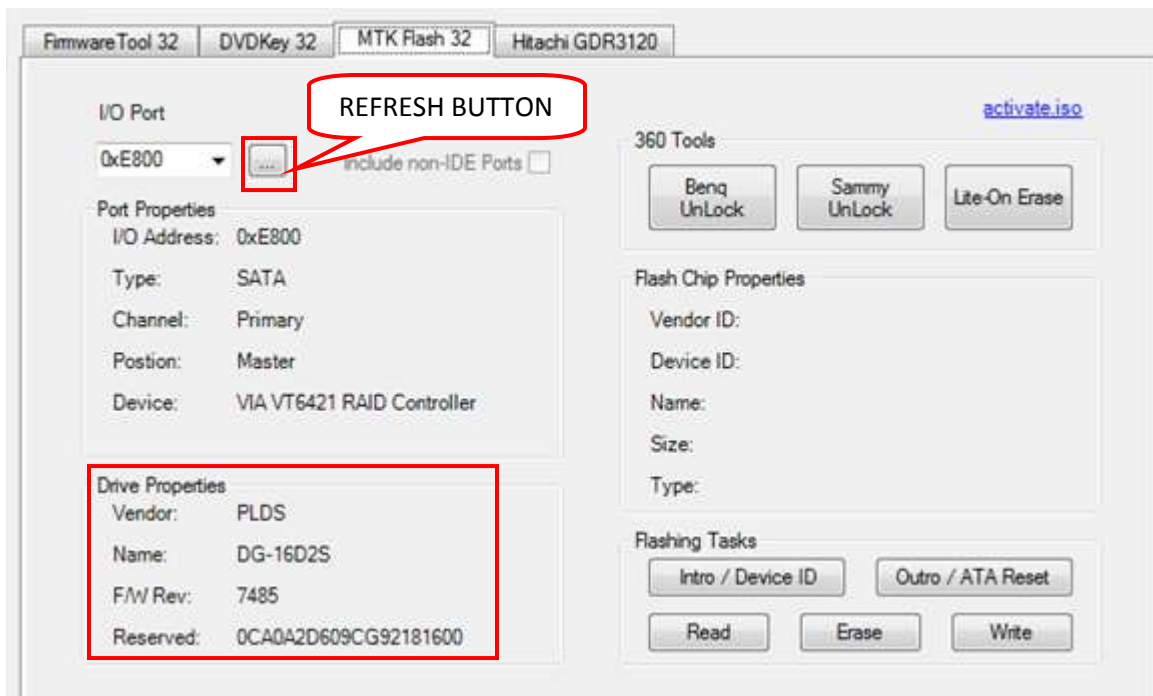 FirmwareTool 32
DVDKey 32
MTK Flash 32
Hitachi GDR3120
REFRESH BUTTON
activate.iso
I/O Port
0xE800
...
Include non-IDE Ports
Port Properties
I/O Address: 0xE800
Type: SATA
Channel: Primary
Postion: Master
Device: VIA VT6421 RAID Controller
Drive Properties
Vendor: PLDS
Name: DG-16D2S
F/W Rev: 7485
Reserved: 0CA0A2D609CG92181600
360 Tools
Benq
UnLock
Sammy
UnLock
Lite-On Erase
Flash Chip Properties
Vendor ID:
Device ID:
Name:
Size:
Type:
Flashing Tasks
Intro / Device ID
Outro / ATA Reset
Read
Erase
Write